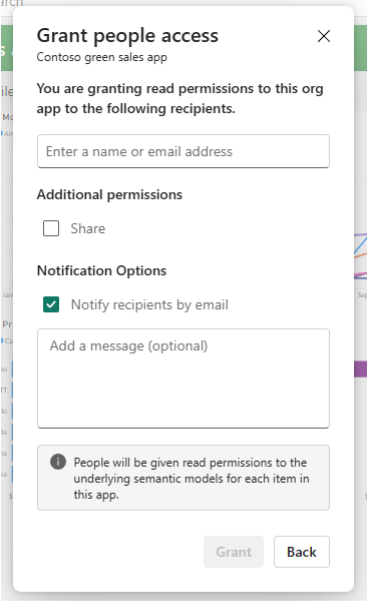 Grant people access
Contoso green sales app
You are granting read permissions to this org
app to the following recipients.
Enter a name or email address
Additional permissions
Share
Notification Options
Notify recipients by email
Add a message (optional)
People will be given read permissions to the
underlying semantic models for each item in
this app.
Grant
Back